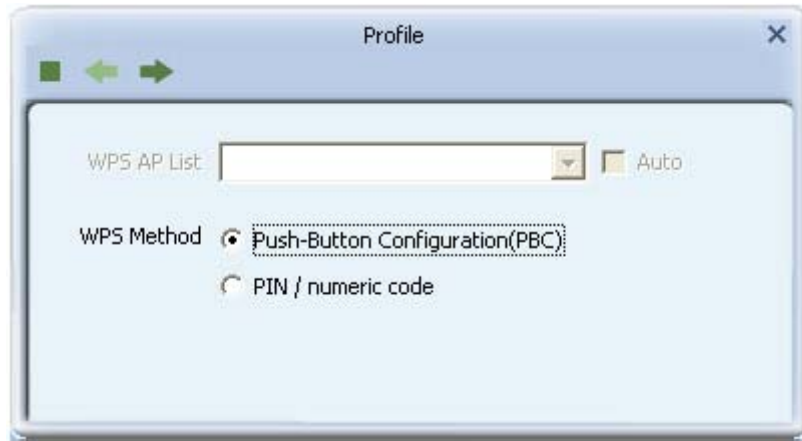 Profile
WPS AP List Auto
WPS Method Push-Button Configuration(PBC)
PIN / numeric code